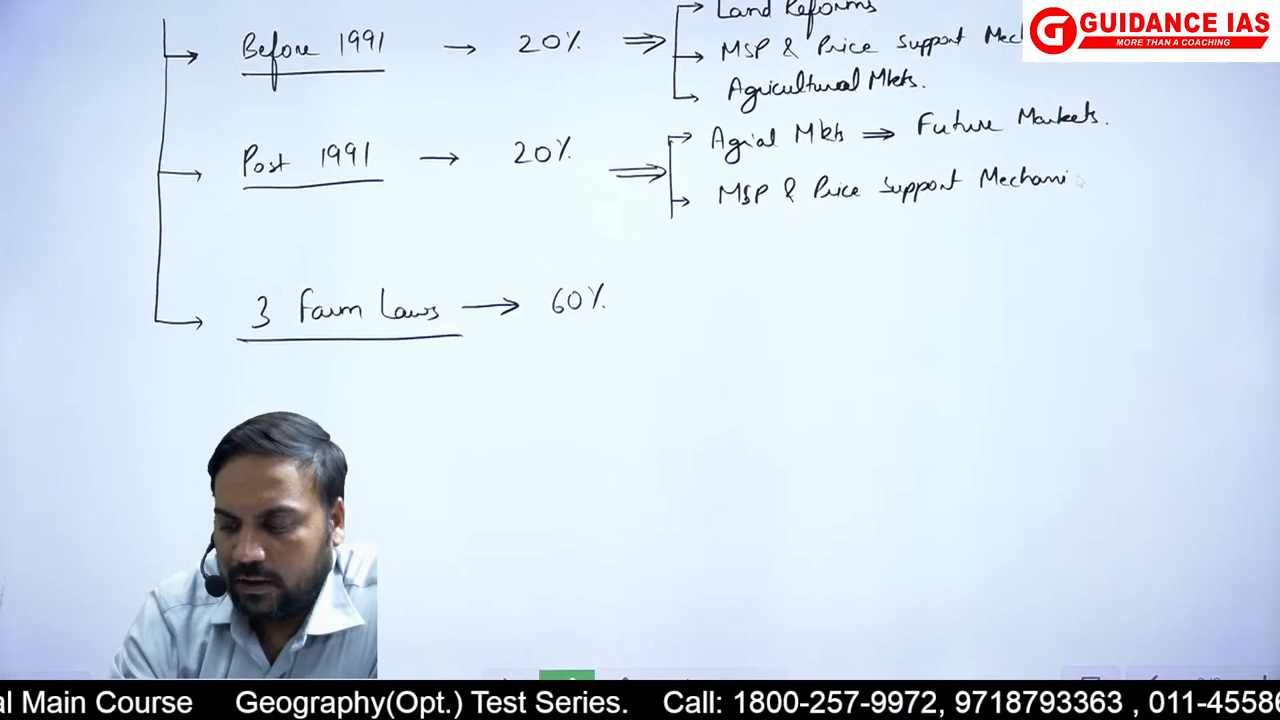 Land Reforms
GUIDANCE IAS
MORE THAN A COACHING
Before 1991 → 20% ⇒ MSP & Price Support Mec
Agricultural Mkts.
Post 1991 → 20% ⇒ Agrial Mkts ⇒ Future Markets.
MSP & Price Support Mechani
3 Farm Laws → 60%
al Main Course Geography(Opt.) Test Series. Call: 1800-257-9972, 9718793363 , 011-45586